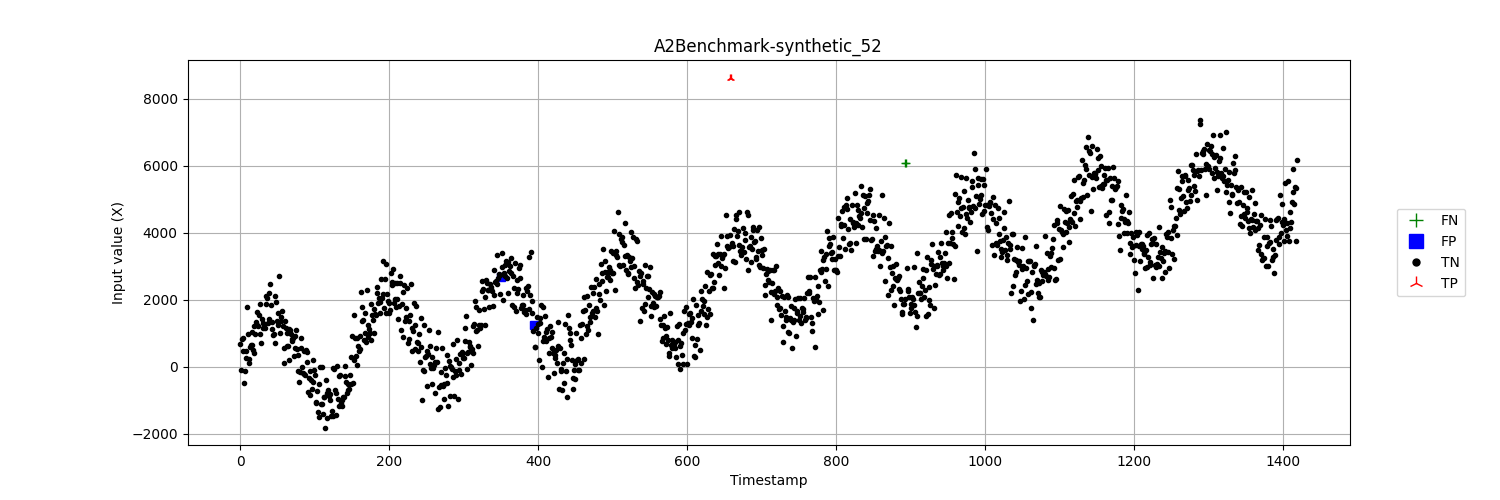 A2Benchmark-synthetic_52
Input value (X)
8000
6000
4000
2000
0
−2000
0 200 400 600 800 1000 1200 1400
Timestamp
FN
FP
TN
TP